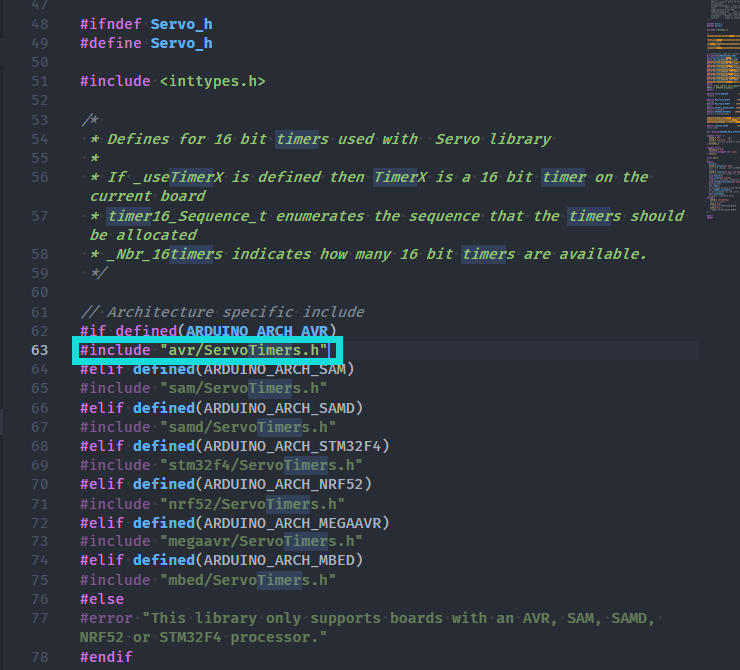 47
48 #ifndef Servo_h
49 #define Servo_h
50
51 #include <inttypes.h>
52
53 /*
54  * Defines for 16 bit timers used with  Servo library
55  *
56  * If _useTimerX is defined then TimerX is a 16 bit timer on the
current board
57  * timer16_Sequence_t enumerates the sequence that the timers should
be allocated
58  * _Nbr_16timers indicates how many 16 bit timers are available.
59  */
60
61 // Architecture specific include
62 #if defined(ARDUINO_ARCH_AVR)
63 #include "avr/ServoTimers.h"
64 #elif defined(ARDUINO_ARCH_SAM)
65 #include "sam/ServoTimers.h"
66 #elif defined(ARDUINO_ARCH_SAMD)
67 #include "samd/ServoTimers.h"
68 #elif defined(ARDUINO_ARCH_STM32F4)
69 #include "stm32f4/ServoTimers.h"
70 #elif defined(ARDUINO_ARCH_NRF52)
71 #include "nrf52/ServoTimers.h"
72 #elif defined(ARDUINO_ARCH_MEGAAVR)
73 #include "megaavr/ServoTimers.h"
74 #elif defined(ARDUINO_ARCH_MBED)
75 #include "mbed/ServoTimers.h"
76 #else
77 #error "This library only supports boards with an AVR, SAM, SAMD,
NRF52 or STM32F4 processor."
78 #endif